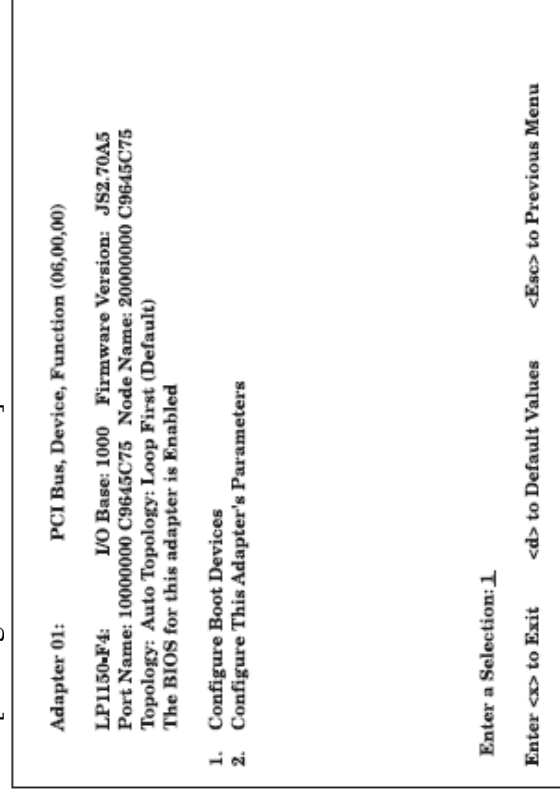 Adapter 01: PCI Bus, Device, Function (06,00,00)
LP1150-F4: I/O Base: 1000 Firmware Version: JS2.70A5
Port Name: 10000000 C9645C75 Node Name: 20000000 C9645C75
Topology: Auto Topology: Loop First (Default)
The BIOS for this adapter is Enabled
1. Configure Boot Devices
2. Configure This Adapter's Parameters
Enter a Selection: 1
Enter <x> to Exit <d> to Default Values <Esc> to Previous Menu